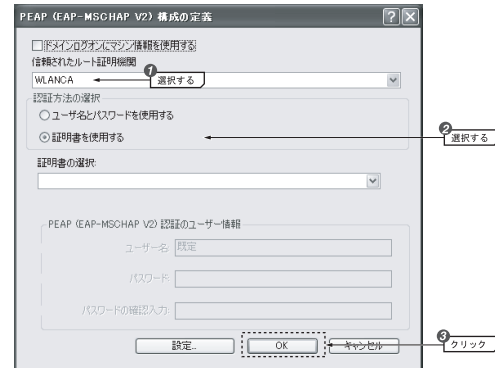 PEAP (EAP-MSCHAP V2) 構成の定義
ドメインログオンにマシン情報を使用する
信頼されたルート証明機関
WLANCA ❶ 選択する
認証方法の選択
ユーザ名とパスワードを使用する
証明書を使用する
❷ 選択する
証明書の選択:
PEAP (EAP-MSCHAP V2) 認証のユーザー情報
ユーザー名: 既定
パスワード:
パスワードの確認入力:
❸ クリック
設定... OK キャンセル